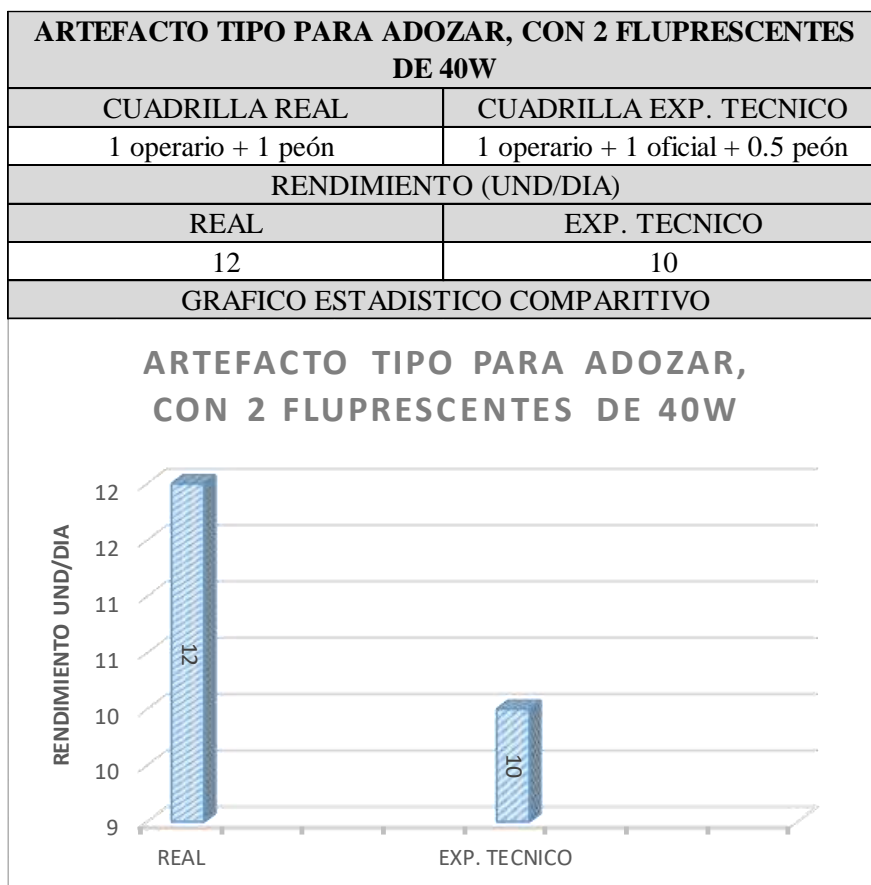 ARTEFACTO TIPO PARA ADOZAR, CON 2 FLUPRESCENTES
DE 40W
CUADRILLA REAL CUADRILLA EXP. TECNICO
1 operario + 1 peón 1 operario + 1 oficial + 0.5 peón
RENDIMIENTO (UND/DIA)
REAL EXP. TECNICO
12 10
GRAFICO ESTADISTICO COMPARITIVO
ARTEFACTO TIPO PARA ADOZAR,
CON 2 FLUPRESCENTES DE 40W
RENDIMIENTO UND/DIA
12
12
11
11
10
10
9
12
10
REAL EXP. TECNICO